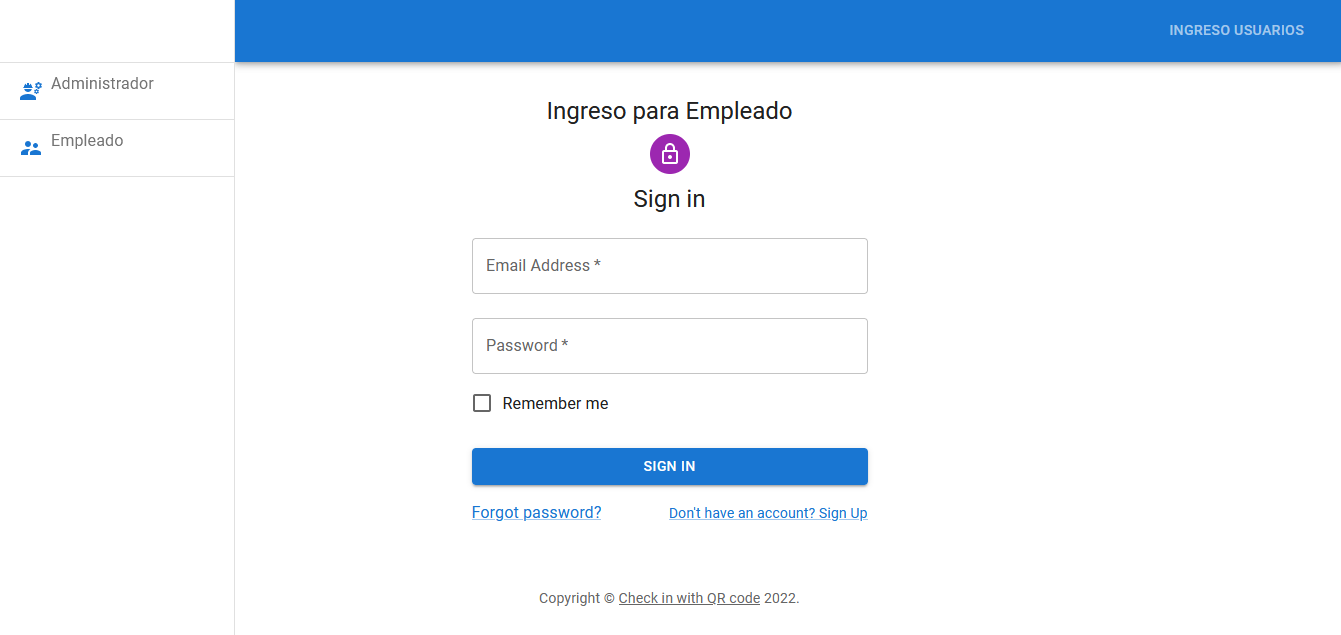 INGRESO USUARIOS
Administrador
Empleado
Ingreso para Empleado
Sign in
Email Address *
Password *
Remember me
SIGN IN
Forgot password?
Don't have an account? Sign Up
Copyright © Check in with QR code 2022.